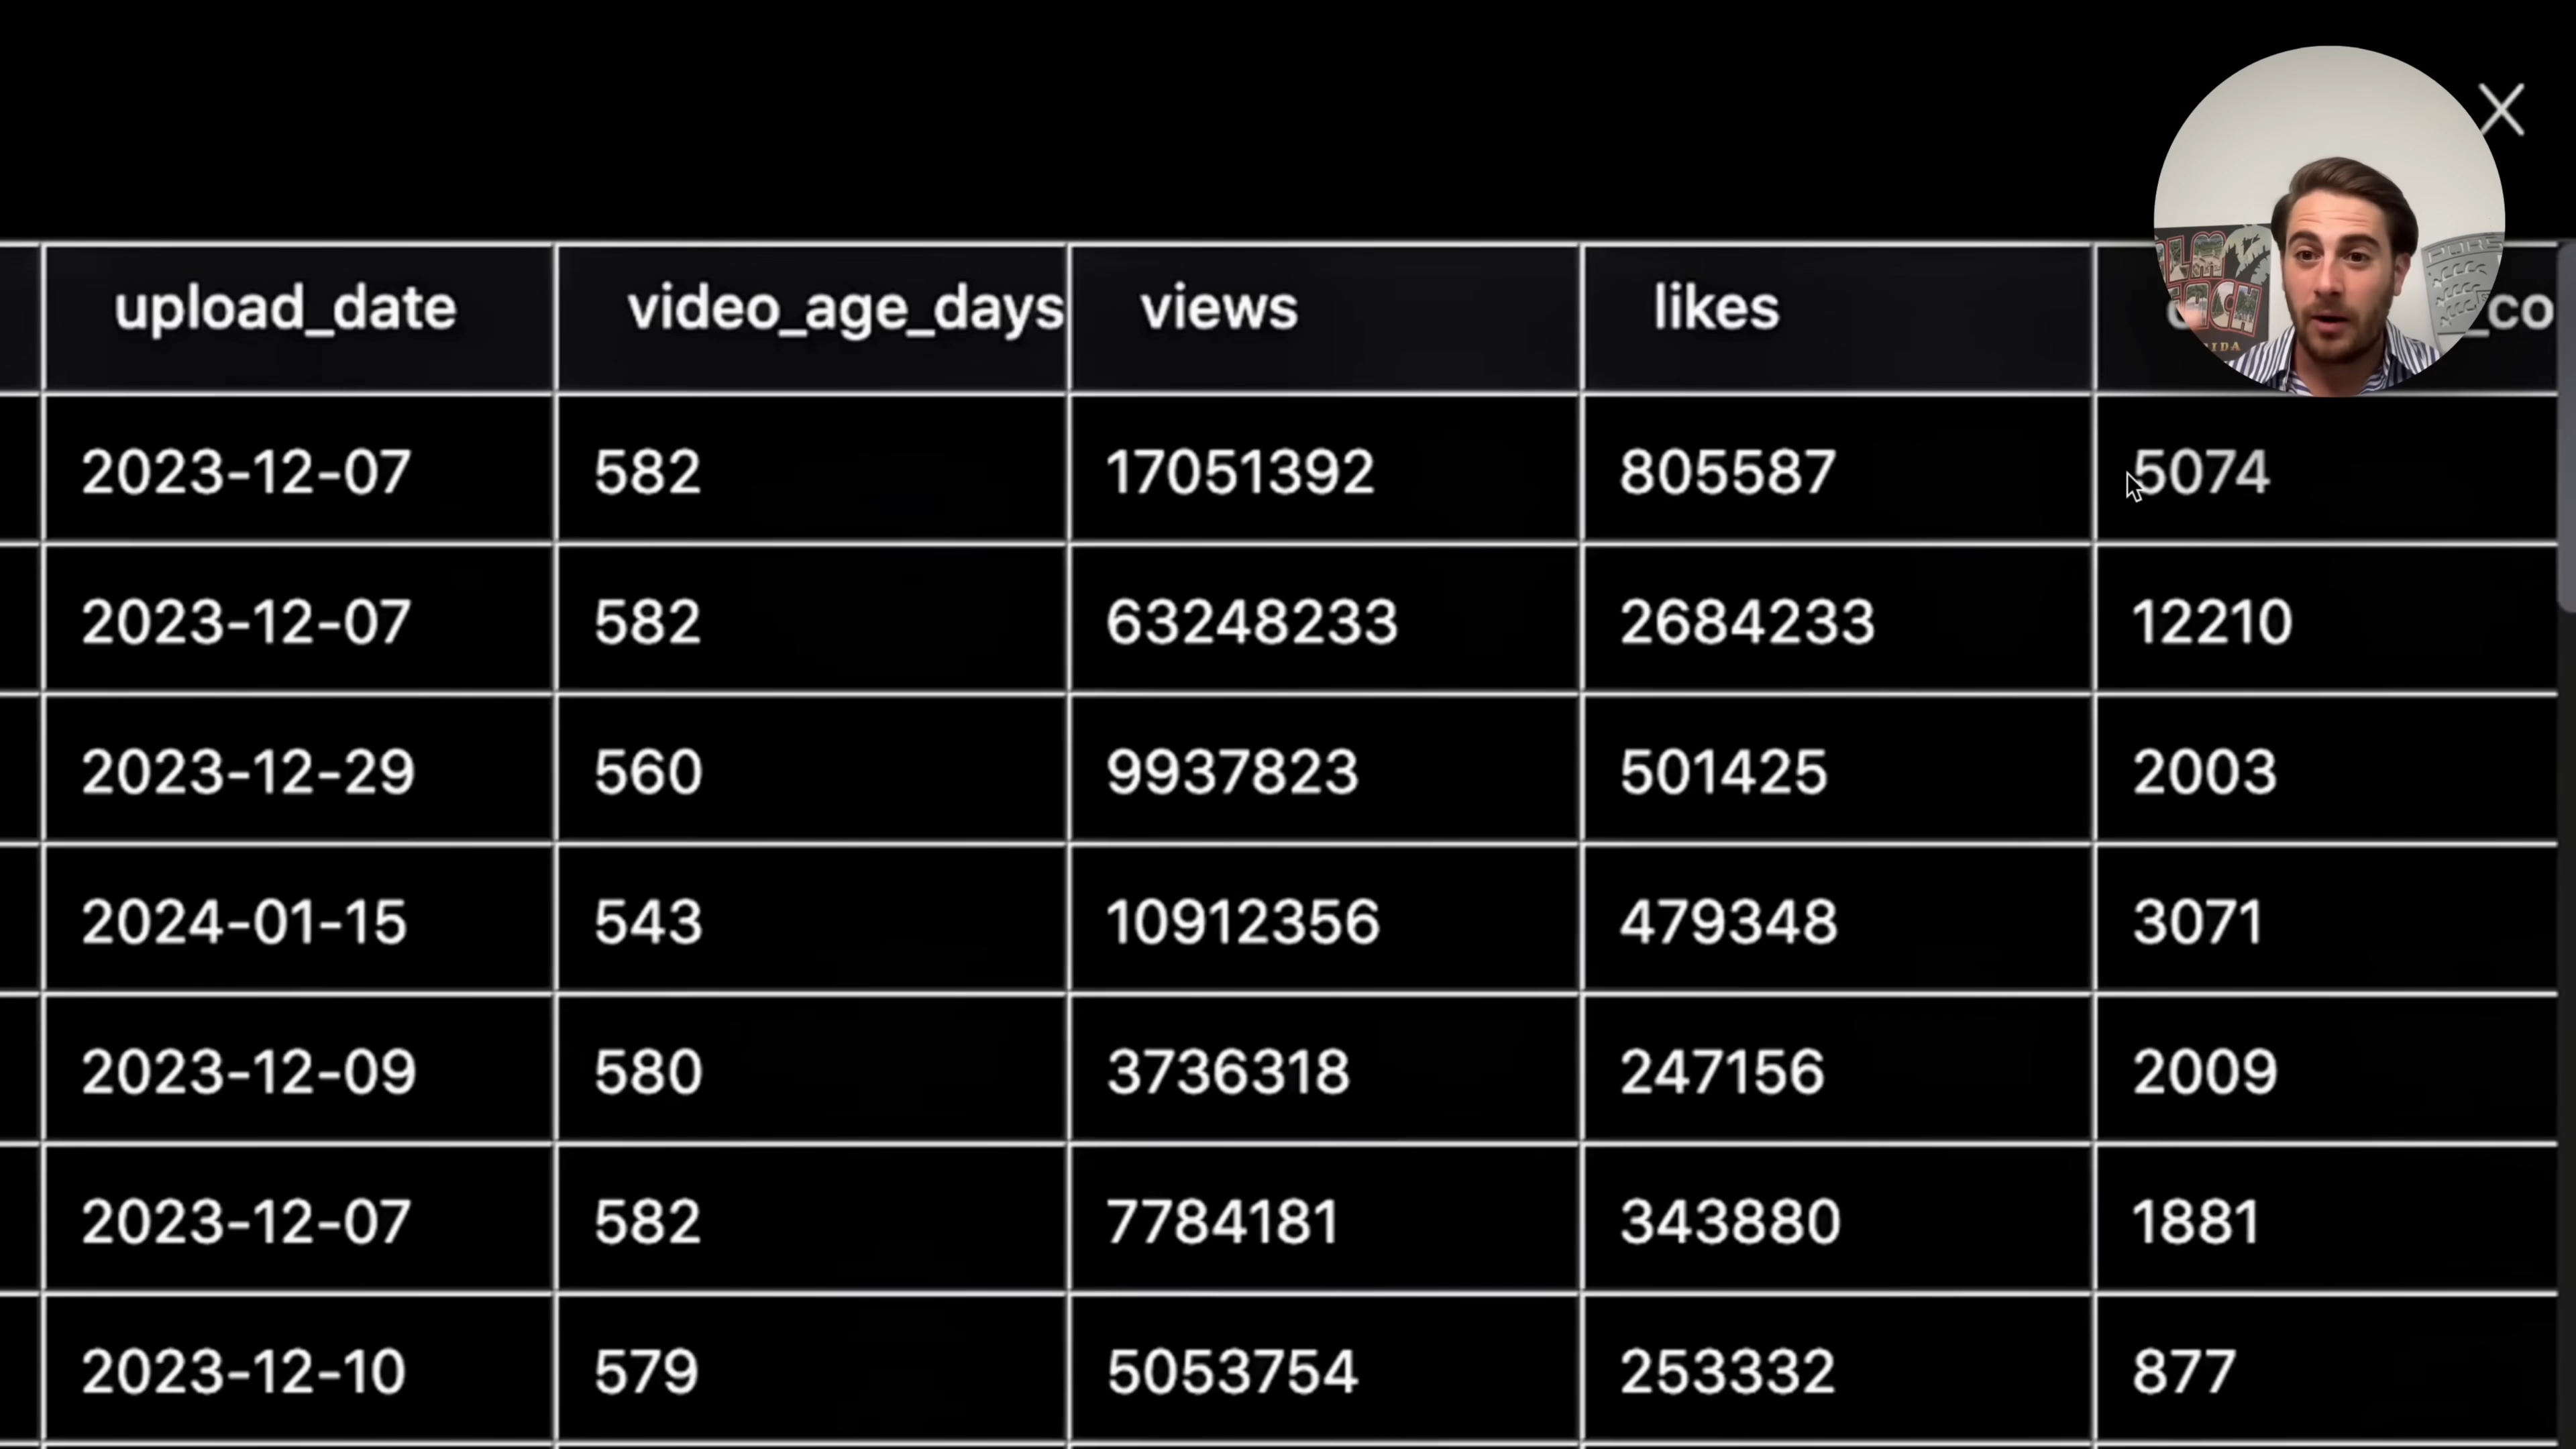 upload_date video_age_days views likes _co
2023-12-07 582 17051392 805587 5074
2023-12-07 582 63248233 2684233 12210
2023-12-29 560 9937823 501425 2003
2024-01-15 543 10912356 479348 3071
2023-12-09 580 3736318 247156 2009
2023-12-07 582 7784181 343880 1881
2023-12-10 579 5053754 253332 877